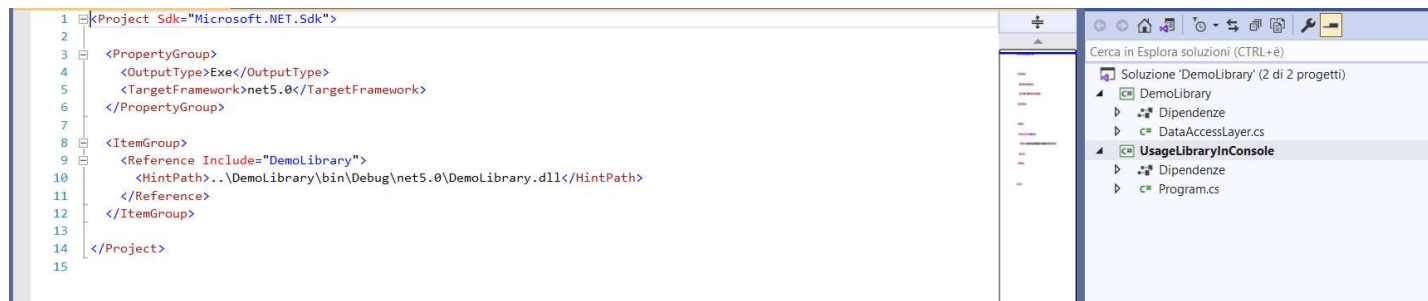 1 <Project Sdk="Microsoft.NET.Sdk">
2
3 <PropertyGroup>
4 <OutputType>Exe</OutputType>
5 <TargetFramework>net5.0</TargetFramework>
6 </PropertyGroup>
7
8 <ItemGroup>
9 <Reference Include="DemoLibrary">
10 <HintPath>..\DemoLibrary\bin\Debug\net5.0\DemoLibrary.dll</HintPath>
11 </Reference>
12 </ItemGroup>
13
14 </Project>
15
Cerca in Esplora soluzioni (CTRL+è)
Soluzione 'DemoLibrary' (2 di 2 progetti)
C# DemoLibrary
Dipendenze
C# DataAccessLayer.cs
C# UsageLibraryInConsole
Dipendenze
C# Program.cs